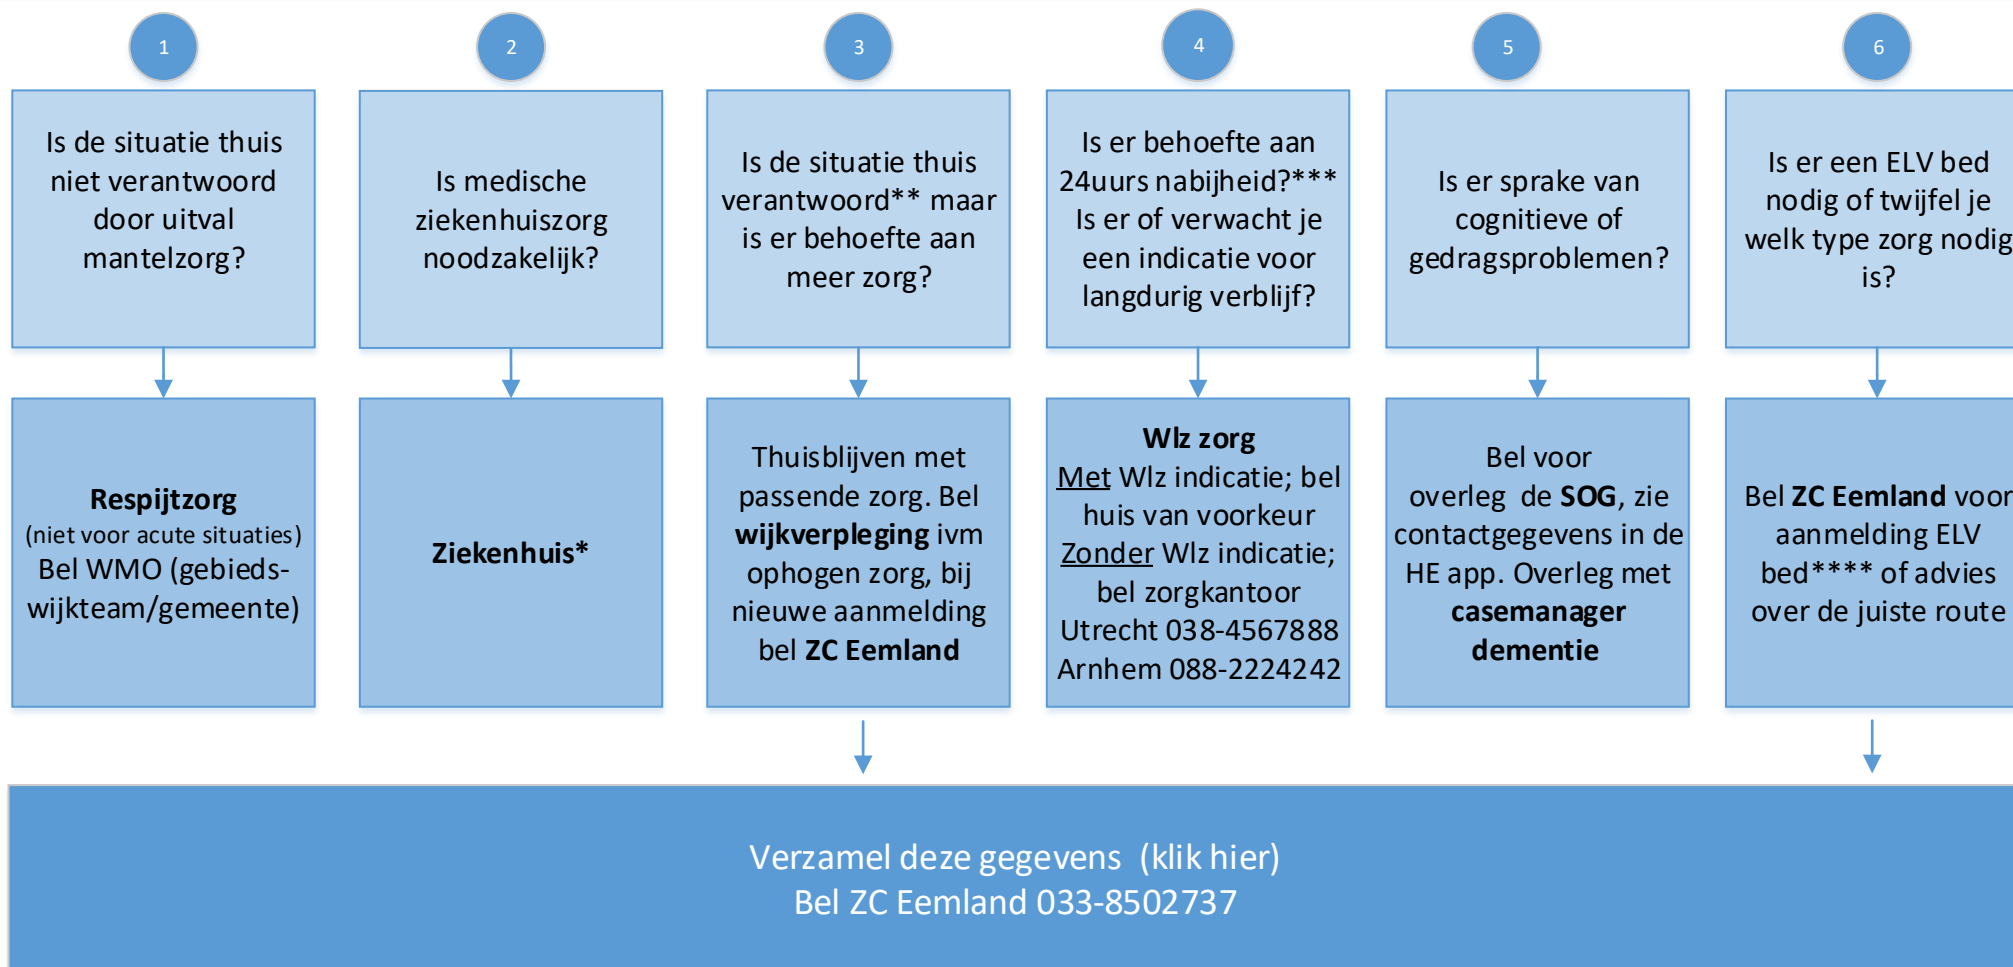 1
Is de situatie thuis
niet verantwoord
door uitval
mantelzorg?
Respijtzorg
(niet voor acute situaties)
Bel WMO (gebieds-
wijkteam/gemeente)
2
Is medische
ziekenhuiszorg
noodzakelijk?
Ziekenhuis*
3
Is de situatie thuis
verantwoord** maar
is er behoefte aan
meer zorg?
Thuisblijven met
passende zorg. Bel
wijkverpleging ivm
ophogen zorg, bij
nieuwe aanmelding
bel ZC Eemland
4
Is er behoefte aan
24uurs nabijheid?***
Is er of verwacht je
een indicatie voor
langdurig verblijf?
Wlz zorg
Met Wlz indicatie; bel
huis van voorkeur
Zonder Wlz indicatie;
bel zorgkantoor
Utrecht 038-4567888
Arnhem 088-2224242
5
Is er sprake van
cognitieve of
gedragsproblemen?
Bel voor
overleg de SOG, zie
contactgegevens in de
HE app. Overleg met
casemanager
dementie
6
Is er een ELV bed
nodig of twijfel je
welk type zorg nodig
is?
Bel ZC Eemland voor
aanmelding ELV
bed**** of advies
over de juiste route
Verzamel deze gegevens (klik hier)
Bel ZC Eemland 033-8502737